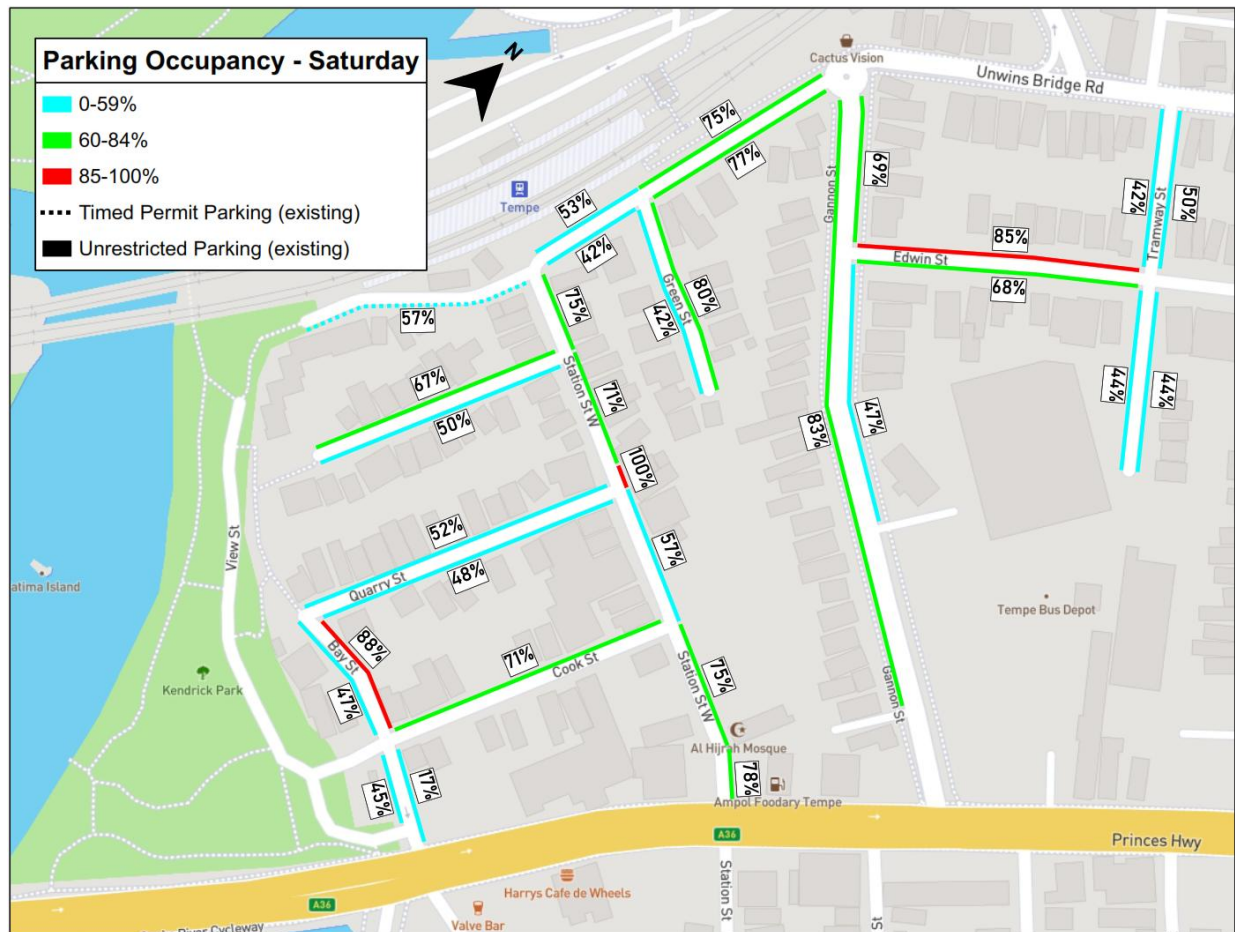 Parking Occupancy - Saturday
0-59%
60-84%
85-100%
Timed Permit Parking (existing)
Unrestricted Parking (existing)
N
Cactus Vision
Unwins Bridge Rd
75%
77%
Tempe
53%
42%
57%
Gannon St
69%
42%
50%
Tramway St
85%
Edwin St
68%
75%
Green St
80%
42%
Station St W
67%
50%
71%
100%
83%
47%
44%
44%
52%
Quarry St
48%
57%
View St
atima Island
Tempe Bus Depot
Kendrick Park
Bay St
88%
47%
71%
Cook St
Station St W
75%
Gannon St
Al Hijrah Mosque
45%
17%
78%
Ampol Foodary Tempe
A36
Princes Hwy
Harrys Cafe de Wheels
A36
Valve Bar
Station St
St
River Cycleway